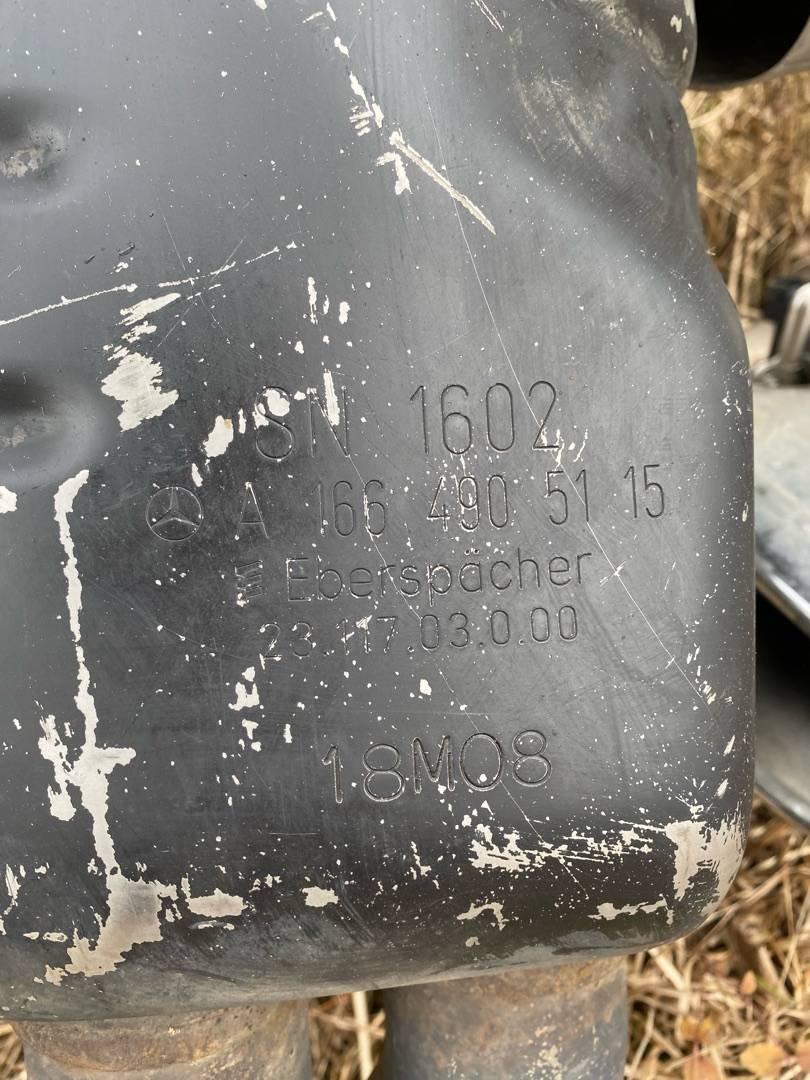 SN 1602
A 166 490 51 15
Eberspächer
23.117.03.0.00
18M08